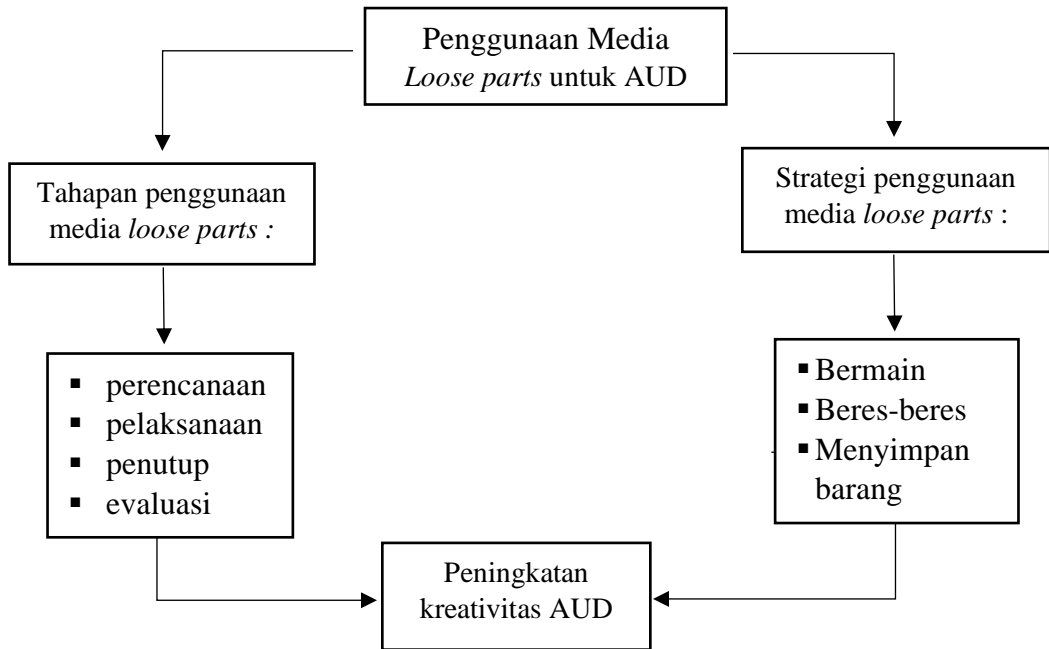 Penggunaan Media
Loose parts untuk AUD
Tahapan penggunaan
media loose parts :
Strategi penggunaan
media loose parts :
▪ perencanaan
▪ pelaksanaan
▪ penutup
▪ evaluasi
▪ Bermain
▪ Beres-beres
▪ Menyimpan
barang
Peningkatan
kreativitas AUD